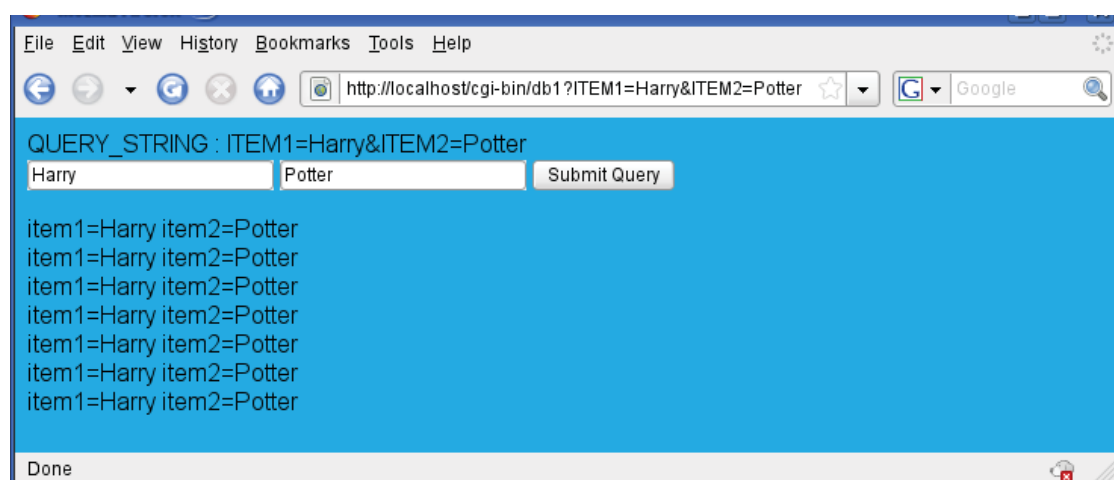 File Edit View History Bookmarks Tools Help
http://localhost/cgi-bin/db1?ITEM1=Harry&ITEM2=Potter G Google
QUERY_STRING : ITEM1=Harry&ITEM2=Potter
Harry Potter Submit Query
item1=Harry item2=Potter
item1=Harry item2=Potter
item1=Harry item2=Potter
item1=Harry item2=Potter
item1=Harry item2=Potter
item1=Harry item2=Potter
item1=Harry item2=Potter
Done